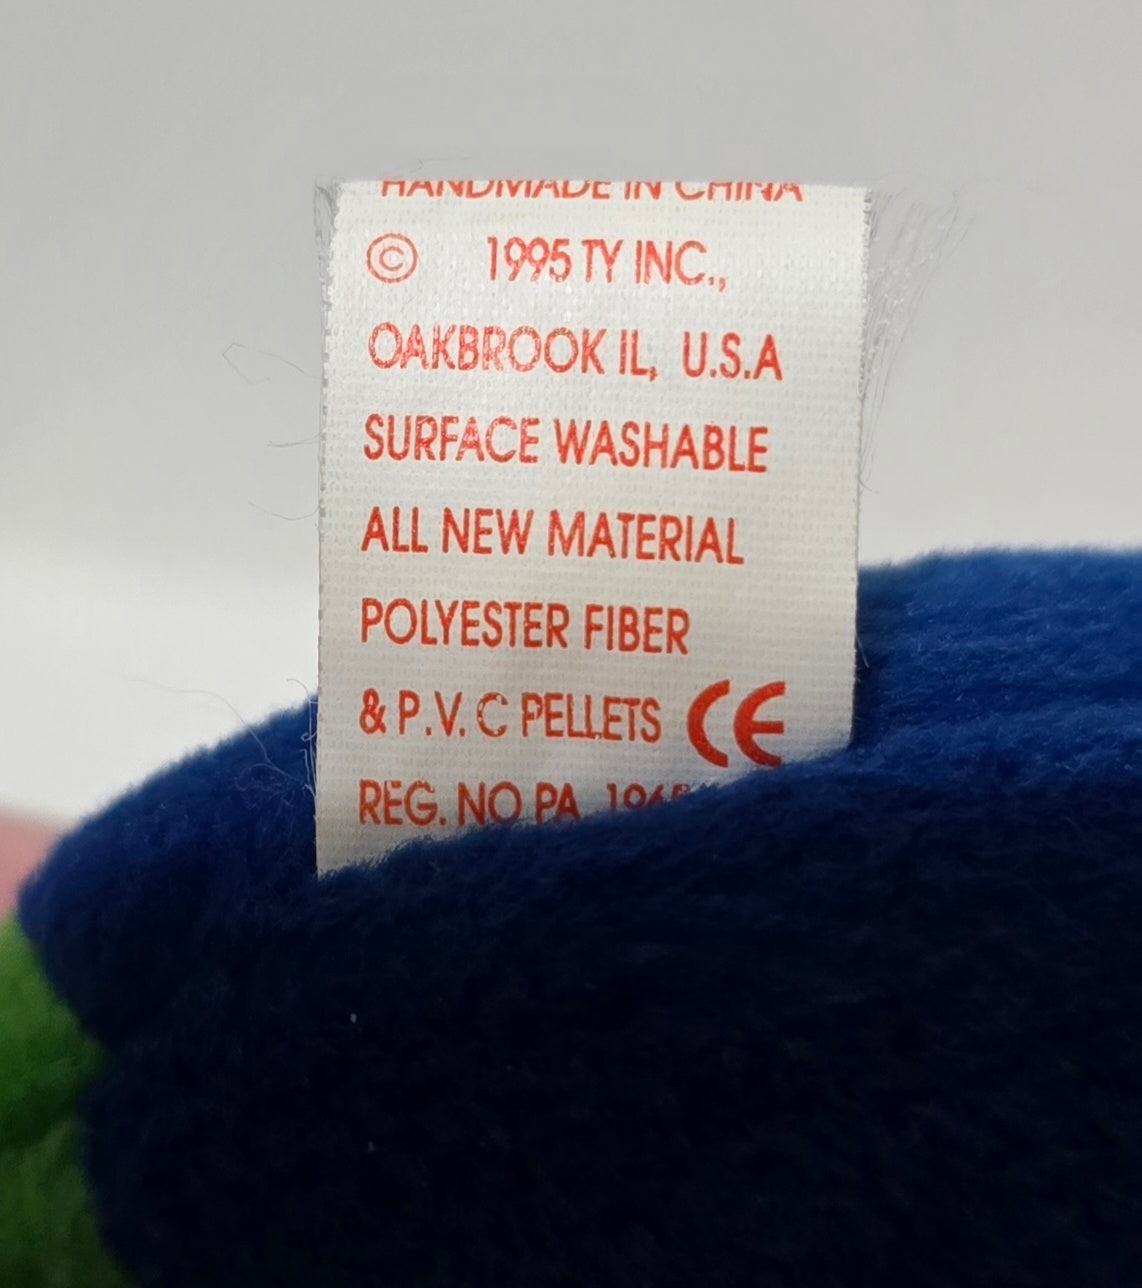 HANDMADE IN CHINA
© 1995 TY INC.,
OAKBROOK IL, U.S.A
SURFACE WASHABLE
ALL NEW MATERIAL
POLYESTER FIBER
& P.V.C PELLETS CE
REG. NO PA